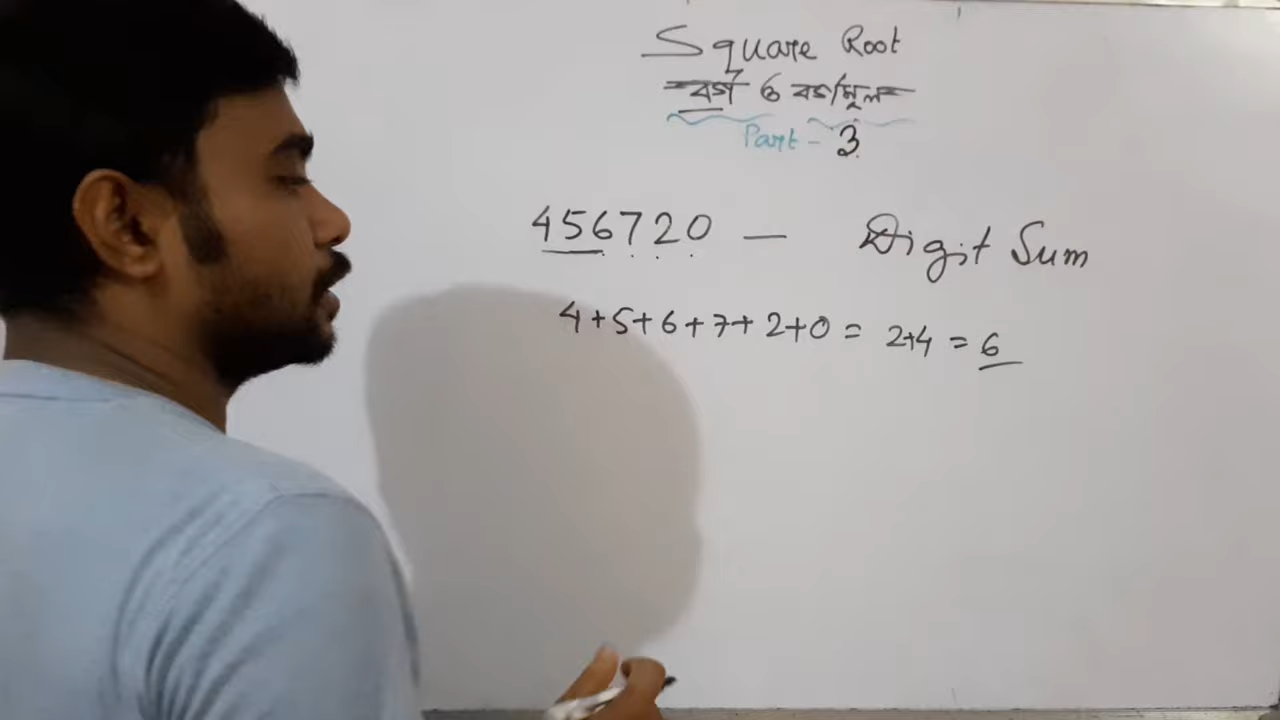 Square Root
বর্গ ও বর্গমূল
Part - 3
456720 — Digit Sum
4+5+6+7+2+0 = 2+4 = 6